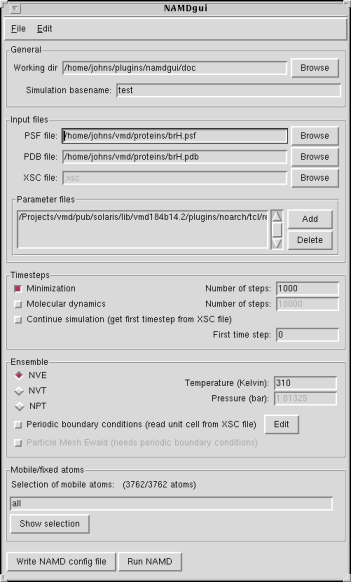 NAMDgui
File Edit
General
Working dir /home/johns/plugins/namdgui/doc Browse
Simulation basename: test
Input files
PSF file: /home/johns/vmd/proteins/brH.psf Browse
PDB file: /home/johns/vmd/proteins/brH.pdb Browse
XSC file: .xsc Browse
Parameter files
/Projects/vmd/pub/solaris/lib/vmd184b14.2/plugins/noarch/tcl/re Add
Delete
Timesteps
Minimization Number of steps: 1000
Molecular dynamics Number of steps: 10000
Continue simulation (get first timestep from XSC file)
First time step: 0
Ensemble
NVE
NVT Temperature (Kelvin): 310
NPT Pressure (bar): 1.01325
Periodic boundary conditions (read unit cell from XSC file) Edit
Particle Mesh Ewald (needs periodic boundary conditions)
Mobile/fixed atoms
Selection of mobile atoms: (3762/3762 atoms)
all
Show selection
Write NAMD config file Run NAMD